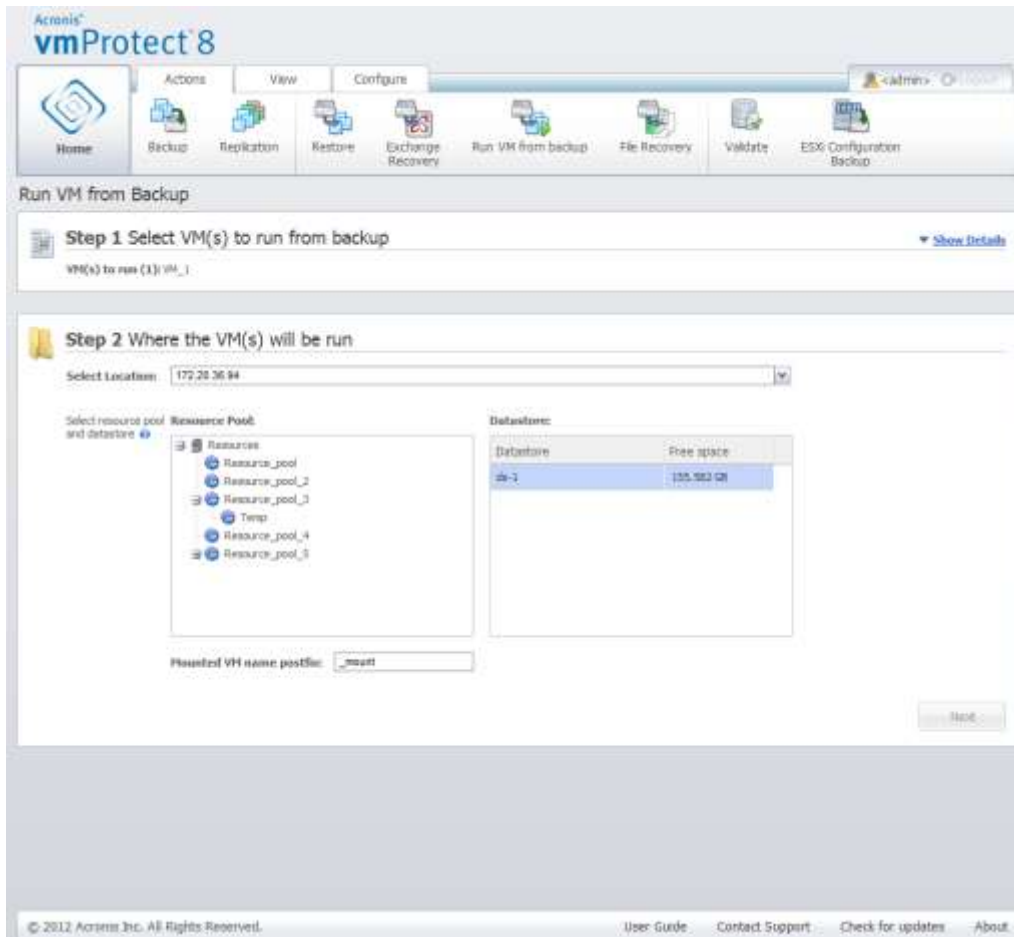 Acronis®
vmProtect 8
Actions View Configure
<admin> Logout
Home
Backup
Replication
Restore
Exchange Recovery
Run VM from backup
File Recovery
Validate
ESXi Configuration Backup
Run VM from Backup
Step 1 Select VM(s) to run from backup
Show Details
VM(s) to run (1): VM_1
Step 2 Where the VM(s) will be run
Select Location: 172.20.36.94
Select resource pool and datastore
Resource Pool:
Resources
Resource_pool
Resource_pool_2
Resource_pool_3
Temp
Resource_pool_4
Resource_pool_5
Datastore:
Datastore Free space
ds-1
Mounted VM name postfix: _mount
Next
© 2012 Acronis Inc. All Rights Reserved.
User Guide Contact Support Check for updates About